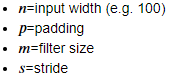 • n=input width (e.g. 100)
• p=padding
• m=filter size
• s=stride